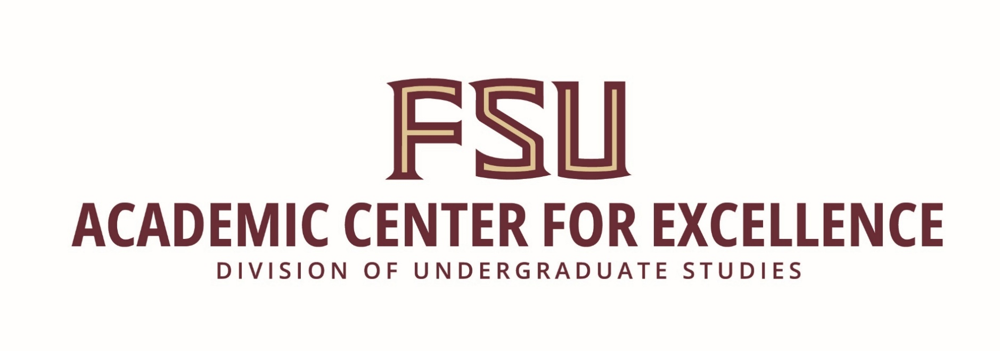 FSU
ACADEMIC CENTER FOR EXCELLENCE
DIVISION OF UNDERGRADUATE STUDIES